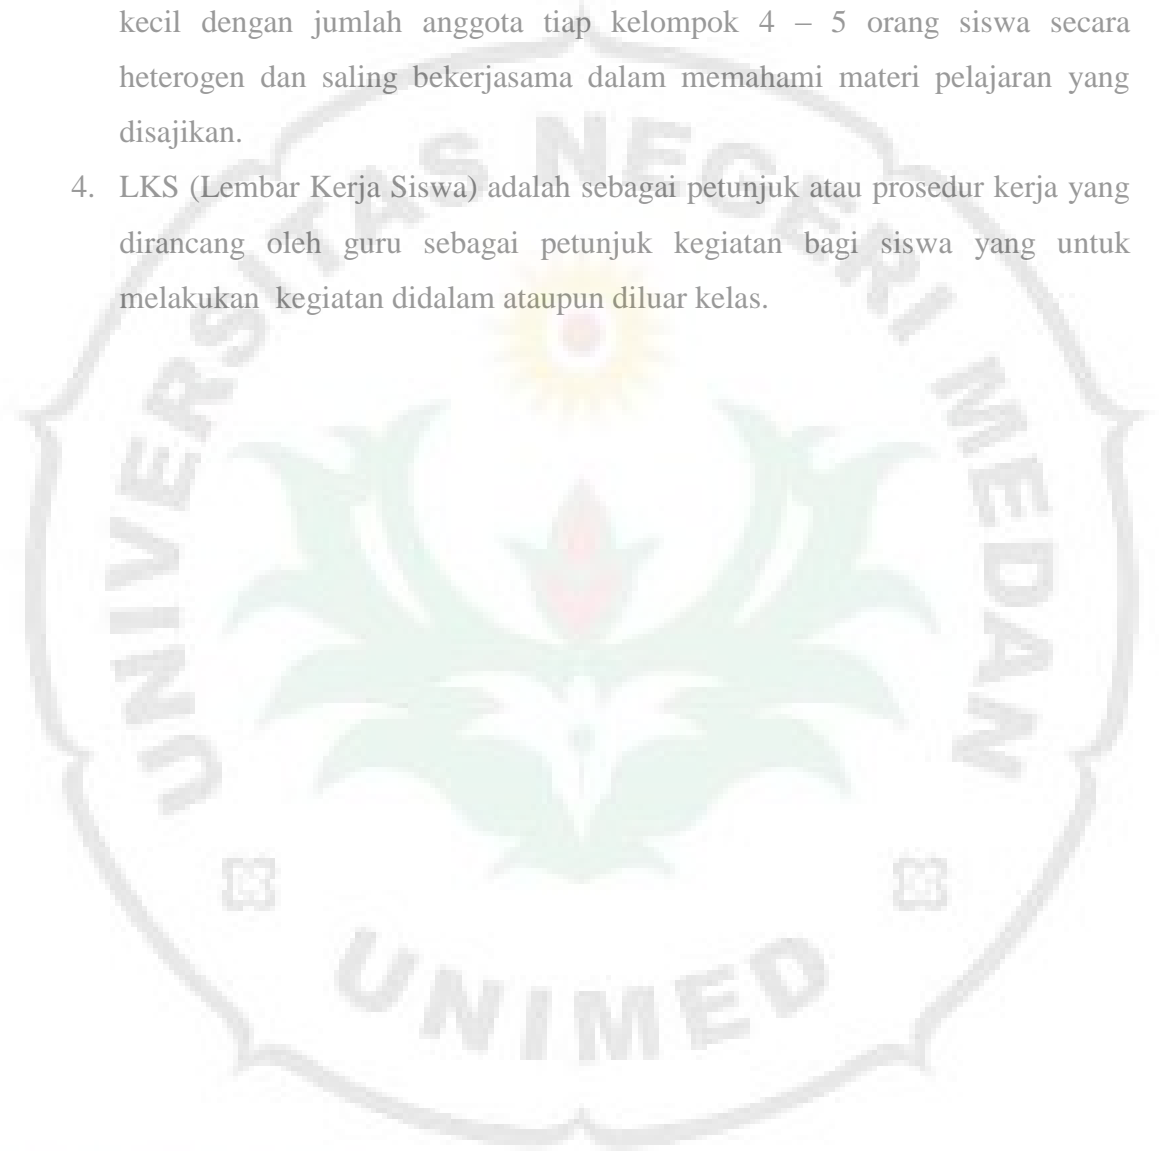 kecil dengan jumlah anggota tiap kelompok 4 – 5 orang siswa secara
heterogen dan saling bekerjasama dalam memahami materi pelajaran yang
disajikan.
4. LKS (Lembar Kerja Siswa) adalah sebagai petunjuk atau prosedur kerja yang
dirancang oleh guru sebagai petunjuk kegiatan bagi siswa yang untuk
melakukan kegiatan didalam ataupun diluar kelas.
UNIVERSITAS NEGERI MEDAN
UNIMED